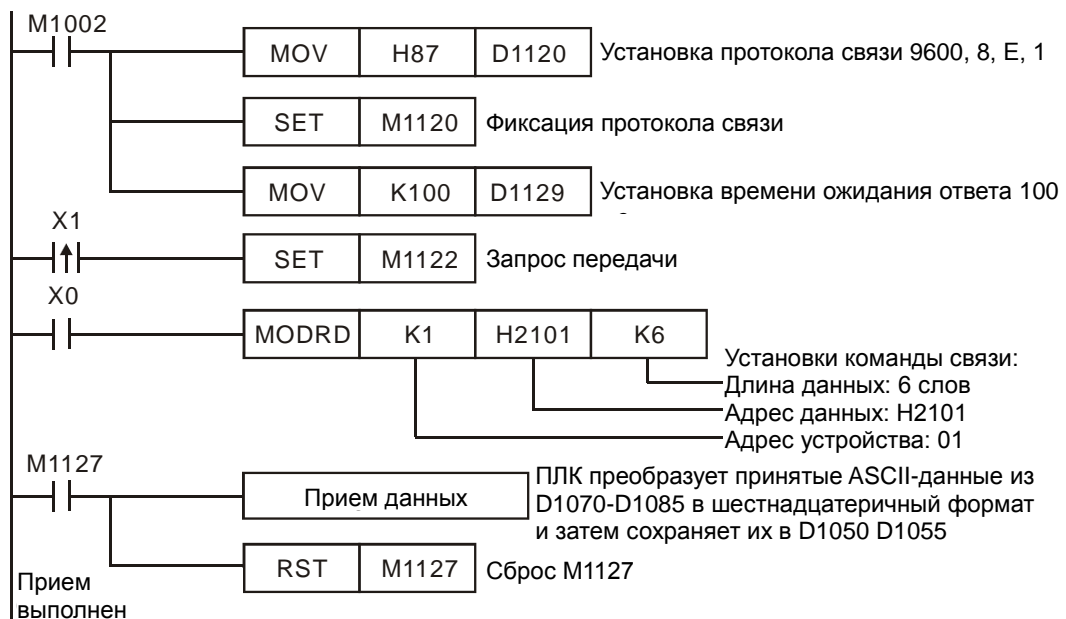 M1002
MOV H87 D1120 Установка протокола связи 9600, 8, E, 1
SET M1120 Фиксация протокола связи
MOV K100 D1129 Установка времени ожидания ответа 100
X1
SET M1122 Запрос передачи
X0
MODRD K1 H2101 K6
Установки команды связи:
Длина данных: 6 слов
Адрес данных: H2101
Адрес устройства: 01
M1127
Прием данных
ПЛК преобразует принятые ASCII-данные из
D1070-D1085 в шестнадцатеричный формат
и затем сохраняет их в D1050 D1055
RST M1127 Сброс M1127
Прием
выполнен